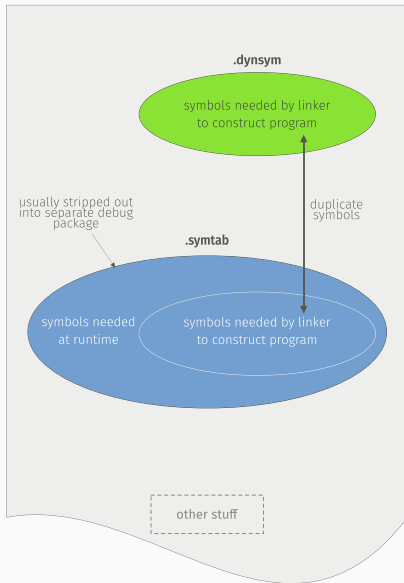 .dynsym
symbols needed by linker
to construct program
usually stripped out
into separate debug
package
duplicate
symbols
.symtab
symbols needed
at runtime
symbols needed by linker
to construct program
other stuff